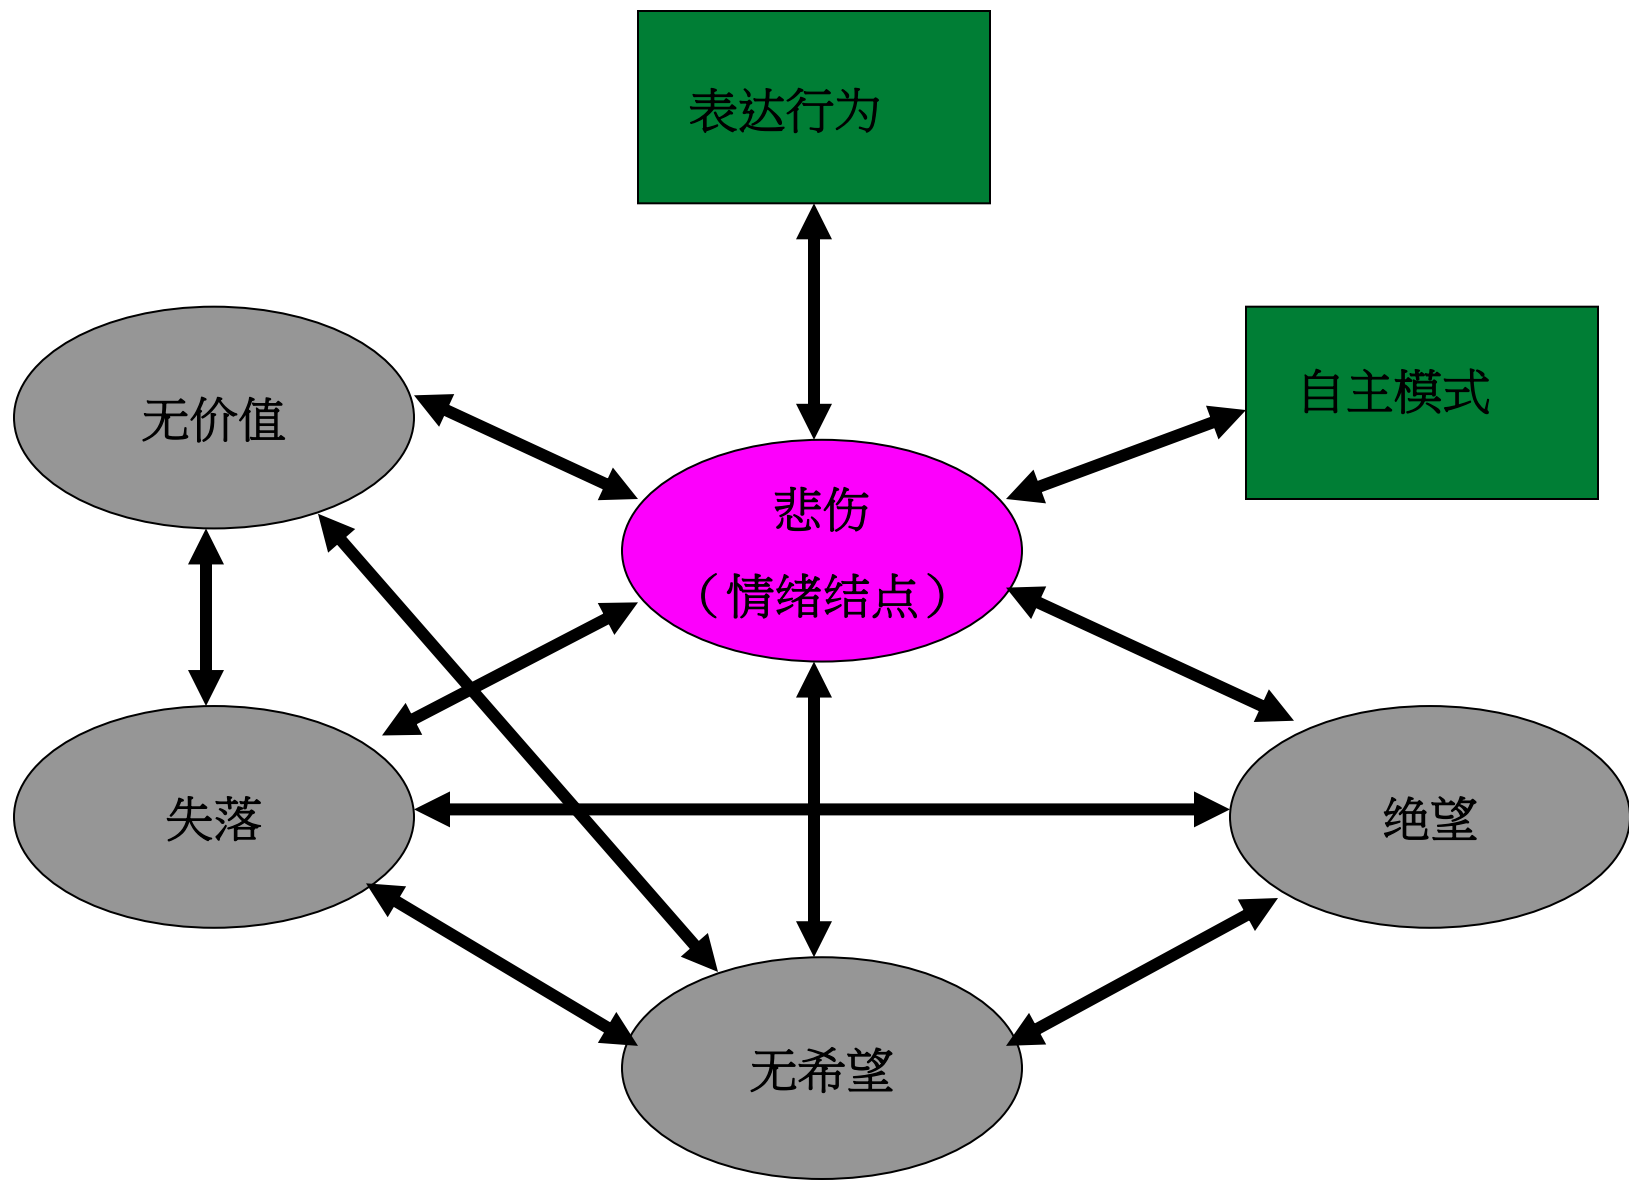 表达行为
自主模式
无价值
悲伤
（情绪结点）
失落
绝望
无希望